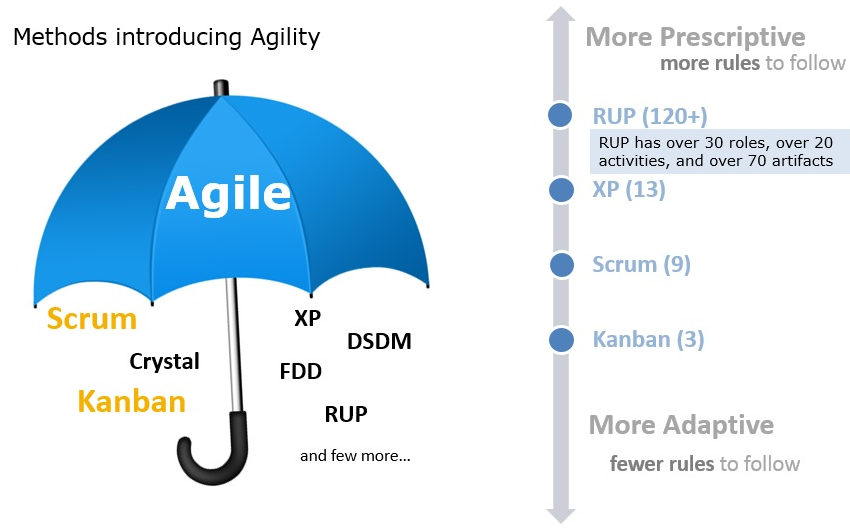 Methods introducing Agility
Agile
Scrum
XP
DSDM
Crystal
FDD
Kanban
RUP
and few more...
More Prescriptive
more rules to follow
RUP (120+)
RUP has over 30 roles, over 20
activities, and over 70 artifacts
XP (13)
Scrum (9)
Kanban (3)
More Adaptive
fewer rules to follow